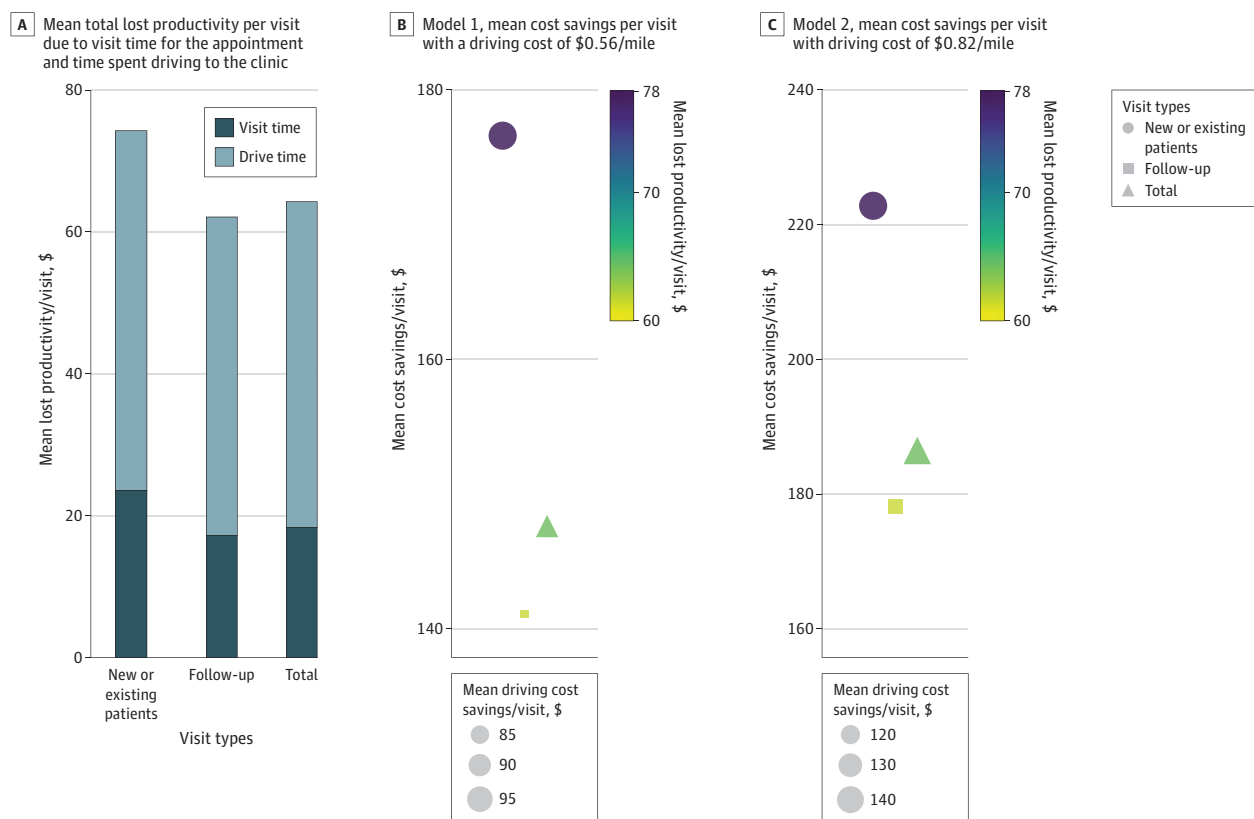 A Mean total lost productivity per visit
due to visit time for the appointment
and time spent driving to the clinic
80
60
40
20
0
Mean lost productivity/visit, $
Visit time
Drive time
New or
existing
patients
Follow-up
Total
Visit types
B Model 1, mean cost savings per visit
with a driving cost of $0.56/mile
180
160
140
Mean cost savings/visit, $
78
70
60
Mean lost productivity/visit, $
Mean driving cost
savings/visit, $
85
90
95
C Model 2, mean cost savings per visit
with driving cost of $0.82/mile
240
220
200
180
160
Mean cost savings/visit, $
78
70
60
Mean lost productivity/visit, $
Mean driving cost
savings/visit, $
120
130
140
Visit types
New or existing
patients
Follow-up
Total